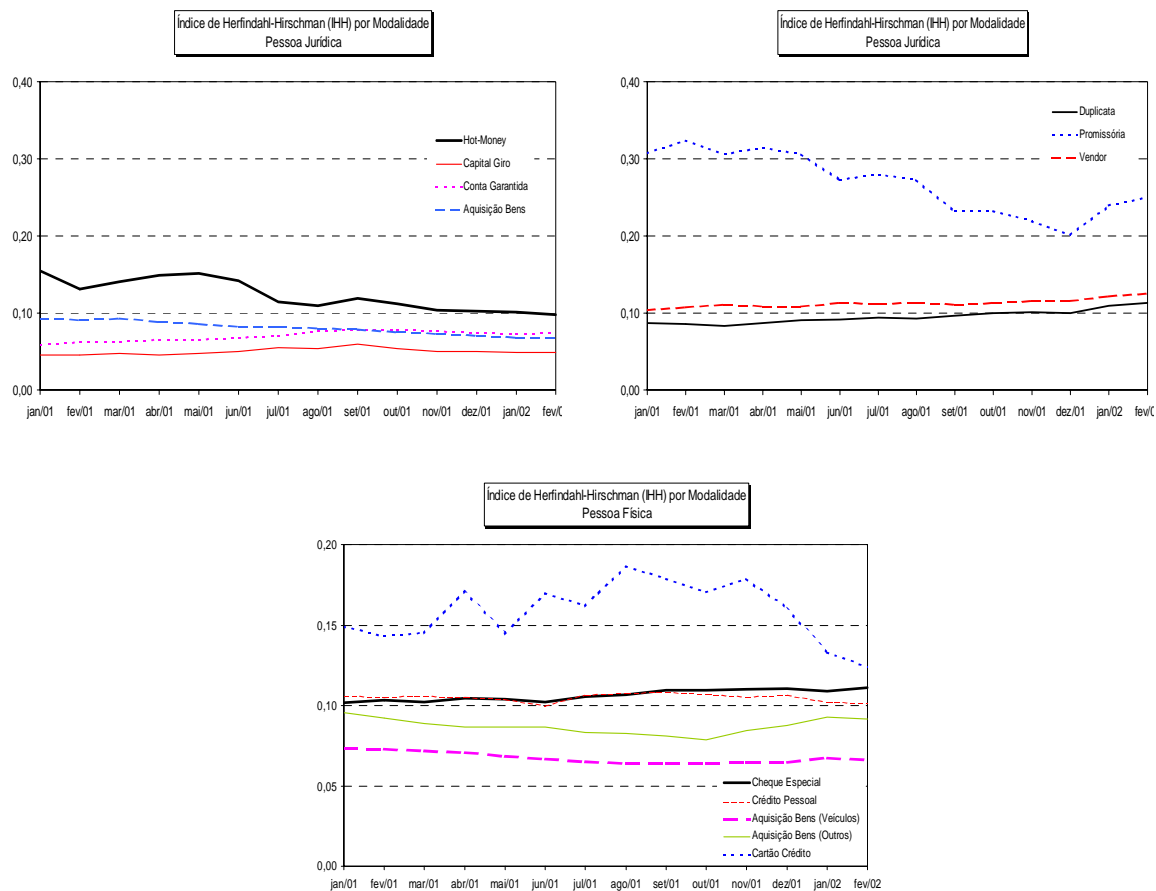 Índice de Herfindahl-Hirschman (IHH) por Modalidade
Pessoa Jurídica
0,40
0,30
0,20
0,10
0,00
Hot-Money
Capital Giro
Conta Garantida
Aquisição Bens
jan/01 fev/01 mar/01 abr/01 mai/01 jun/01 jul/01 ago/01 set/01 out/01 nov/01 dez/01 jan/02 fev/0
Índice de Herfindahl-Hirschman (IHH) por Modalidade
Pessoa Jurídica
0,40
0,30
0,20
0,10
0,00
Duplicata
Promissória
Vendor
jan/01 fev/01 mar/01 abr/01 mai/01 jun/01 jul/01 ago/01 set/01 out/01 nov/01 dez/01 jan/02 fev/0
Índice de Herfindahl-Hirschman (IHH) por Modalidade
Pessoa Física
0,20
0,15
0,10
0,05
0,00
Cheque Especial
Crédito Pessoal
Aquisição Bens (Veículos)
Aquisição Bens (Outros)
Cartão Crédito
jan/01 fev/01 mar/01 abr/01 mai/01 jun/01 jul/01 ago/01 set/01 out/01 nov/01 dez/01 jan/02 fev/02